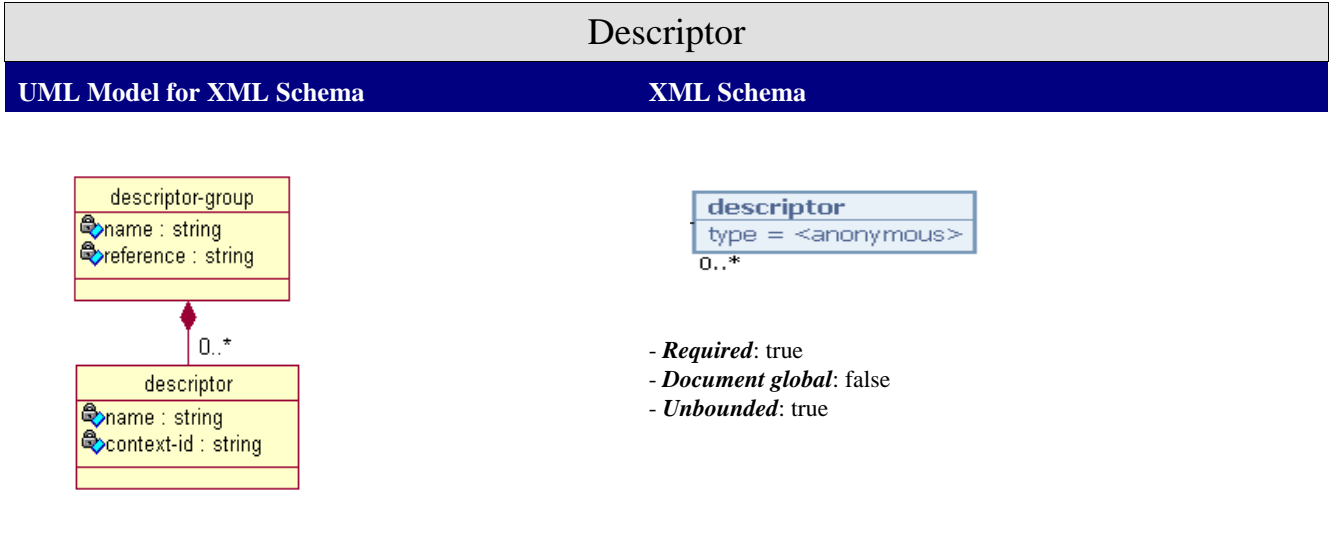 Descriptor
UML Model for XML Schema
XML Schema
descriptor-group
name : string
reference : string
0..*
descriptor
name : string
context-id : string
descriptor
type = <anonymous>
0..*
- Required: true
- Document global: false
- Unbounded: true